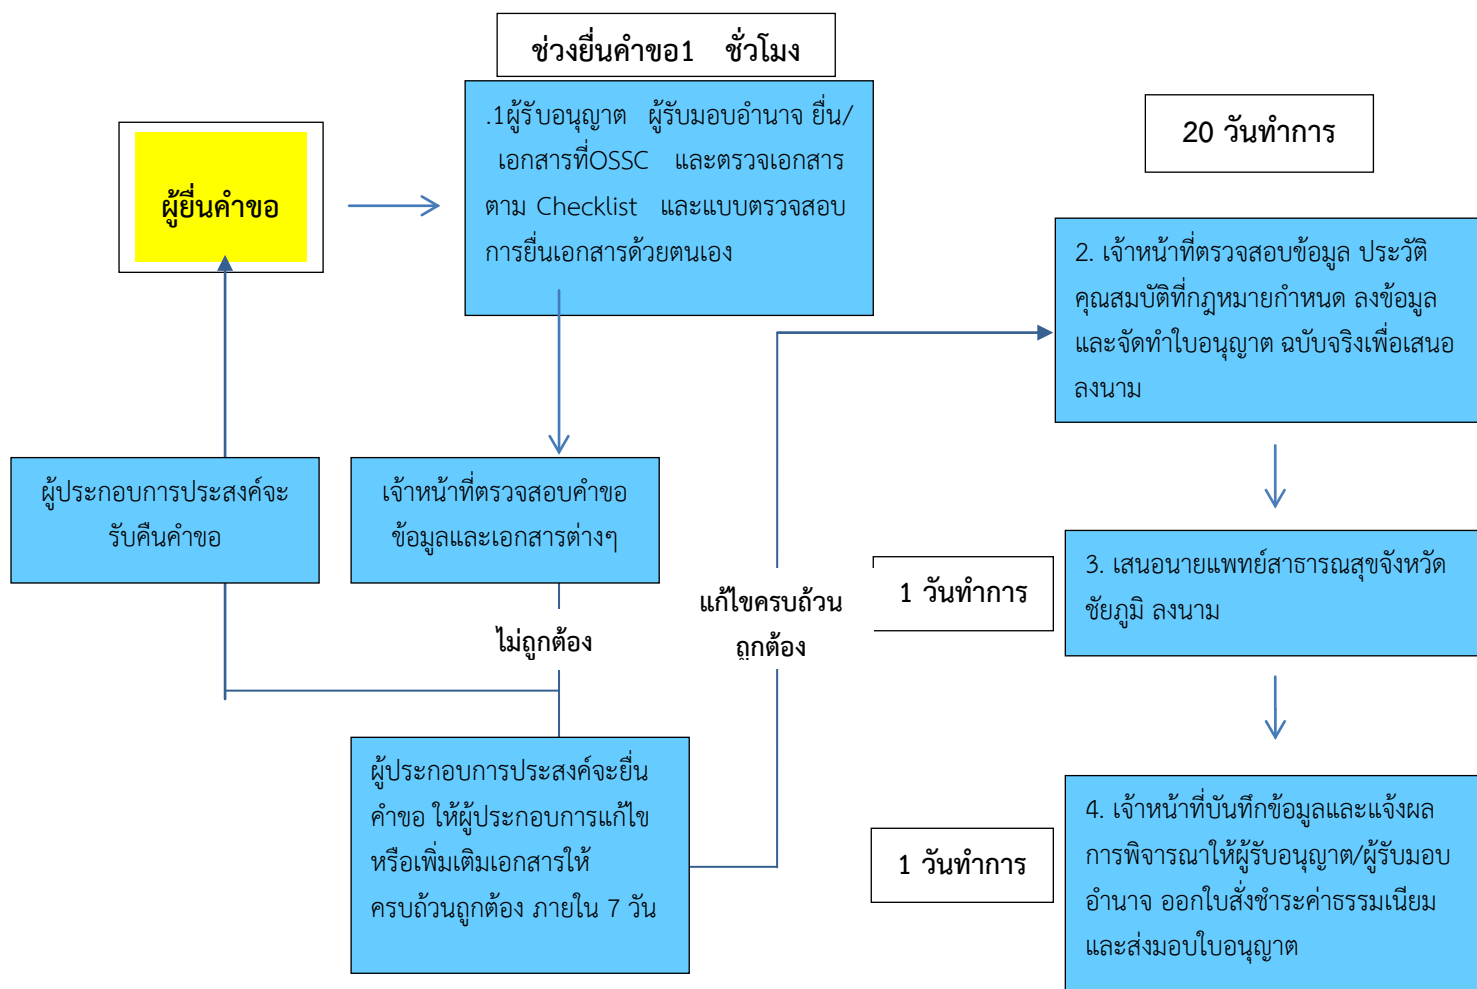 ช่วงยื่นคำขอ1 ชั่วโมง
ผู้ยื่นคำขอ
.1ผู้รับอนุญาต ผู้รับมอบอำนาจ ยื่น/
เอกสารที่OSSC และตรวจเอกสาร
ตาม Checklist และแบบตรวจสอบ
การยื่นเอกสารด้วยตนเอง
20 วันทำการ
2. เจ้าหน้าที่ตรวจสอบข้อมูล ประวัติ
คุณสมบัติที่กฎหมายกำหนด ลงข้อมูล
และจัดทำใบอนุญาต ฉบับจริงเพื่อเสนอ
ลงนาม
ผู้ประกอบการประสงค์จะ
รับคืนคำขอ
เจ้าหน้าที่ตรวจสอบคำขอ
ข้อมูลและเอกสารต่างๆ
ไม่ถูกต้อง
แก้ไขครบถ้วน
ถูกต้อง
1 วันทำการ
3. เสนอนายแพทย์สาธารณสุขจังหวัด
ชัยภูมิ ลงนาม
ผู้ประกอบการประสงค์จะยื่น
คำขอ ให้ผู้ประกอบการแก้ไข
หรือเพิ่มเติมเอกสารให้
ครบถ้วนถูกต้อง ภายใน 7 วัน
1 วันทำการ
4. เจ้าหน้าที่บันทึกข้อมูลและแจ้งผล
การพิจารณาให้ผู้รับอนุญาต/ผู้รับมอบ
อำนาจ ออกใบสั่งชำระค่าธรรมเนียม
และส่งมอบใบอนุญาต